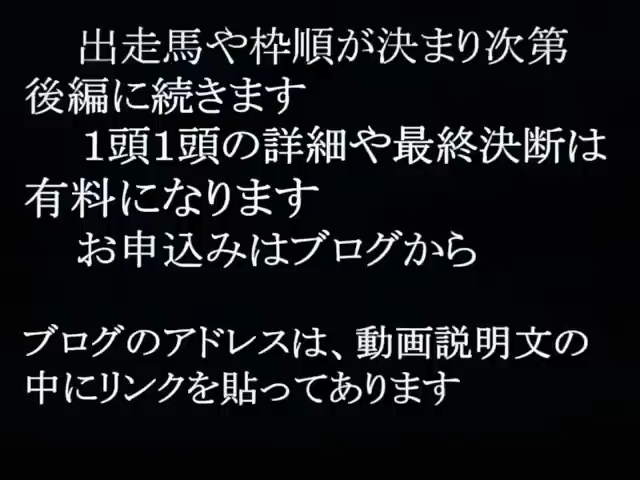 出走馬や枠順が決まり次第
後編に続きます
1頭1頭の詳細や最終決断は
有料になります
お申込みはブログから
ブログのアドレスは、動画説明文の
中にリンクを貼ってあります